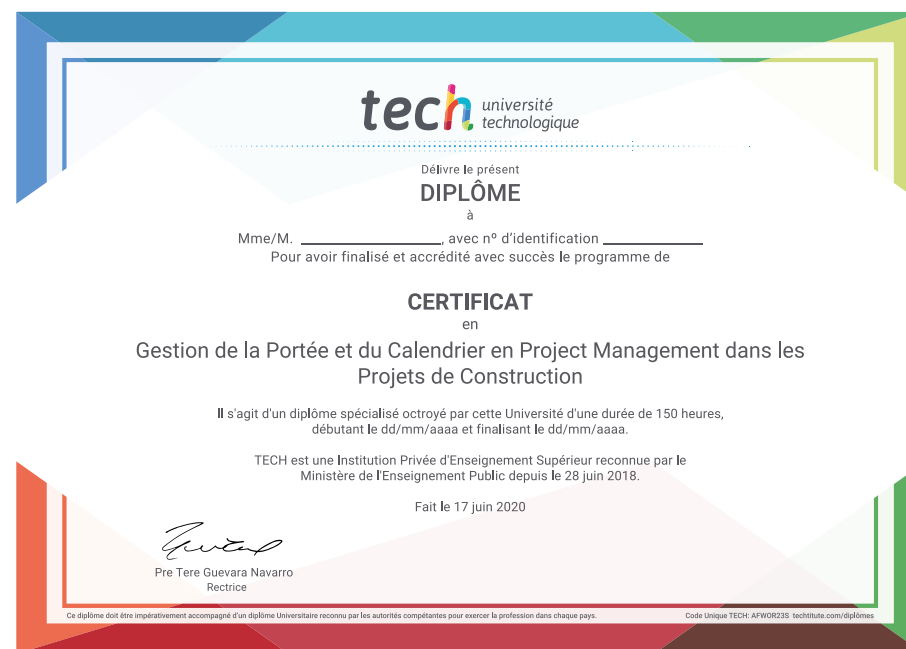 tech université
technologique
Délivre le présent
DIPLÔME
à
Mme/M. ____________________, avec nº d'identification ______________
Pour avoir finalisé et accrédité avec succès le programme de
CERTIFICAT
en
Gestion de la Portée et du Calendrier en Project Management dans les
Projets de Construction
Il s'agit d'un diplôme spécialisé octroyé par cette Université d'une durée de 150 heures,
débutant le dd/mm/aaaa et finalisant le dd/mm/aaaa.
TECH est une Institution Privée d'Enseignement Supérieur reconnue par le
Ministère de l'Enseignement Public depuis le 28 juin 2018.
Fait le 17 juin 2020
Pre Tere Guevara Navarro
Rectrice
Ce diplôme doit être impérativement accompagné d'un diplôme Universitaire reconnu par les autorités compétantes pour exercer la profession dans chaque pays.
Code Unique TECH: AFWOR23S techtitute.com/diplômes